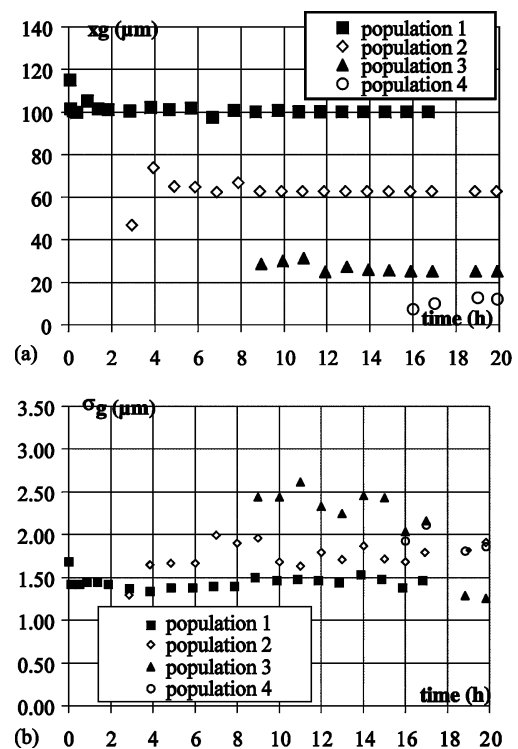 xg (µm)
140
120
100
80
60
40
20
0
population 1
population 2
population 3
population 4
time (h)
0 2 4 6 8 10 12 14 16 18 20
(a)
σg (µm)
3.50
3.00
2.50
2.00
1.50
1.00
0.50
0.00
population 1
population 2
population 3
population 4
time (h)
0 2 4 6 8 10 12 14 16 18 20
(b)